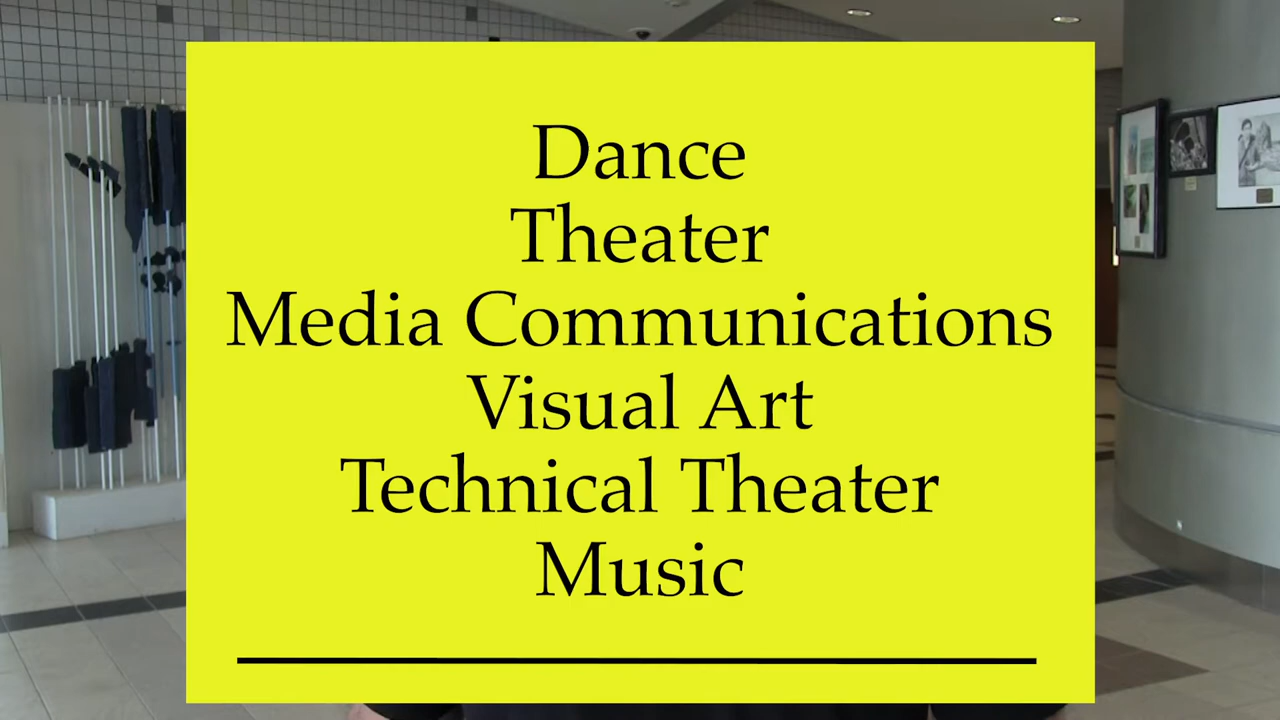 Dance
Theater
Media Communications
Visual Art
Technical Theater
Music